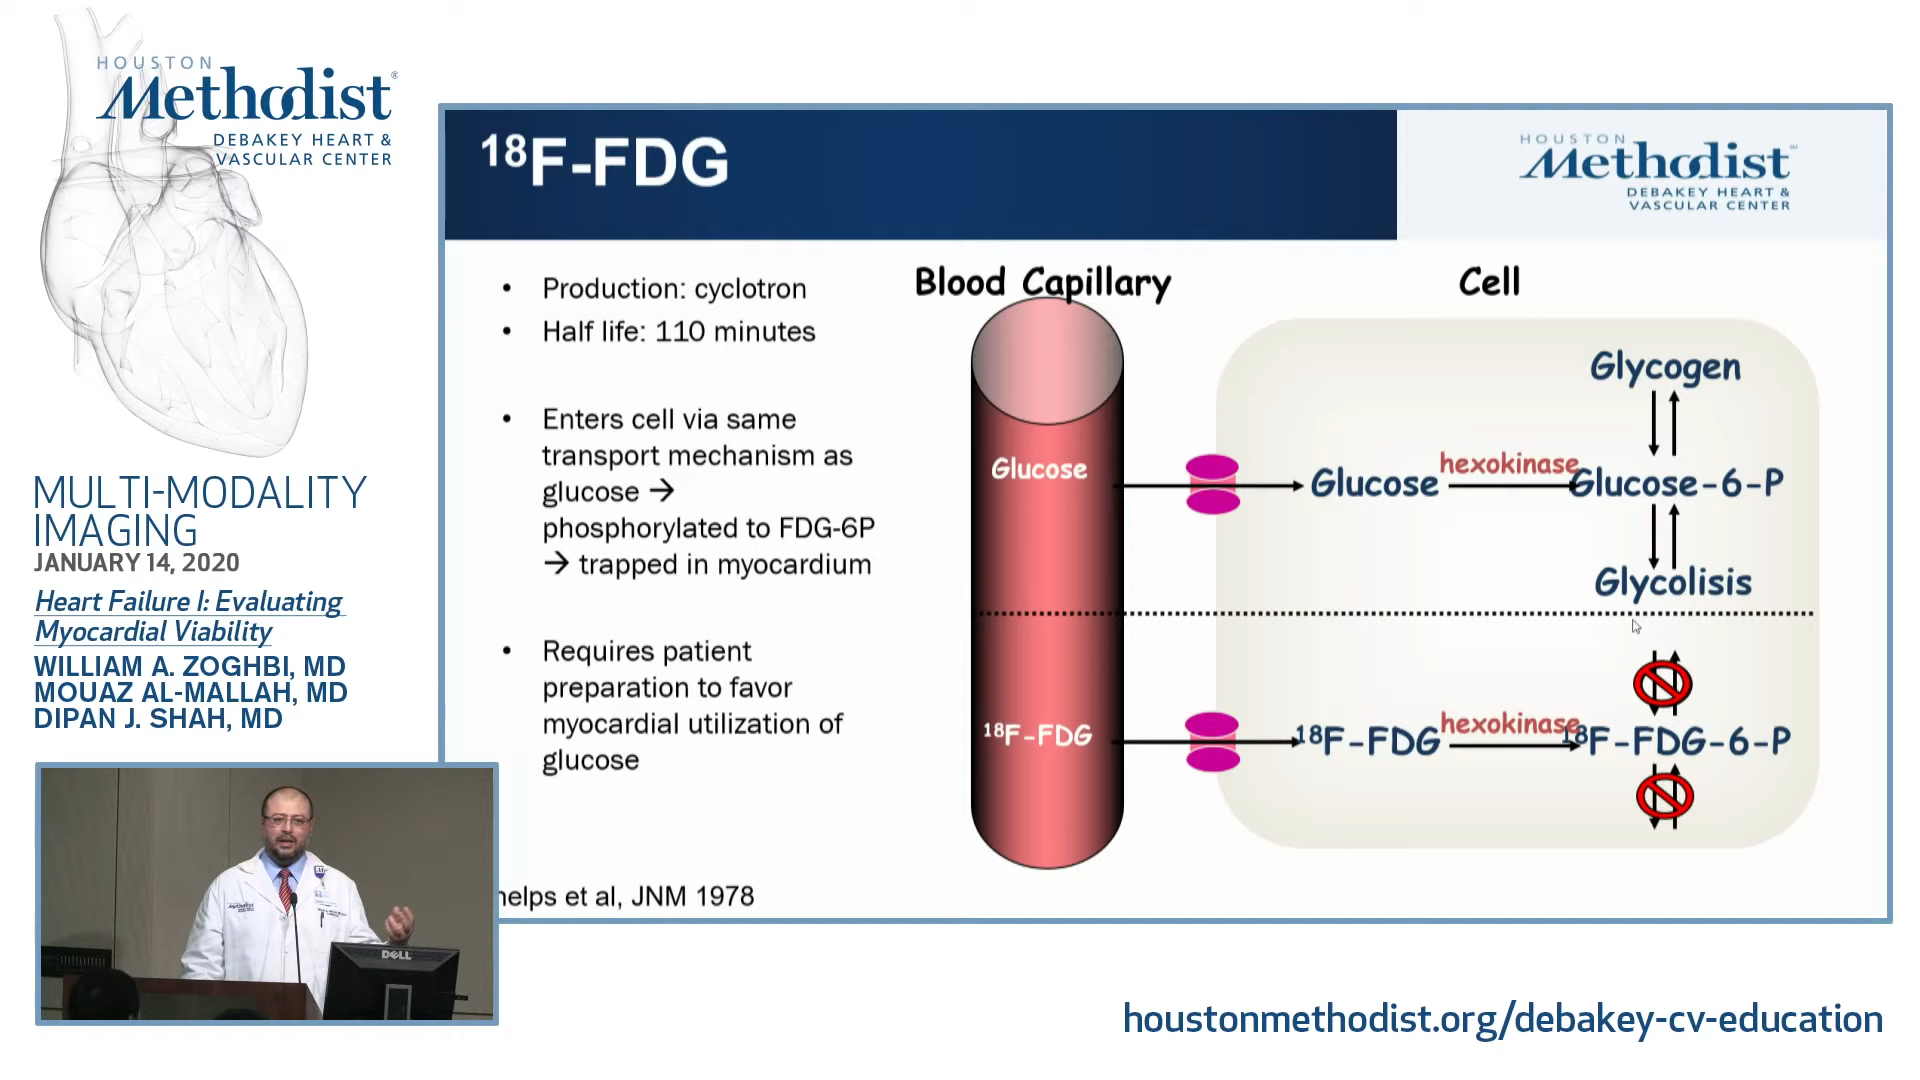 HOUSTON
Methodist®
DEBAKEY HEART &
VASCULAR CENTER
MULTI-MODALITY
IMAGING
JANUARY 14, 2020
Heart Failure I: Evaluating
Myocardial Viability
WILLIAM A. ZOGHBI, MD
MOUAZ AL-MALLAH, MD
DIPAN J. SHAH, MD
18F-FDG
HOUSTON
Methodist℠
DEBAKEY HEART &
VASCULAR CENTER
• Production: cyclotron
• Half life: 110 minutes
• Enters cell via same
transport mechanism as
glucose →
phosphorylated to FDG-6P
→ trapped in myocardium
• Requires patient
preparation to favor
myocardial utilization of
glucose
helps et al, JNM 1978
Blood Capillary
Cell
Glycogen
Glucose
Glucose
hexokinase
Glucose-6-P
Glycolisis
18F-FDG
18F-FDG
hexokinase
18F-FDG-6-P
Methodist
DELL
houstonmethodist.org/debakey-cv-education